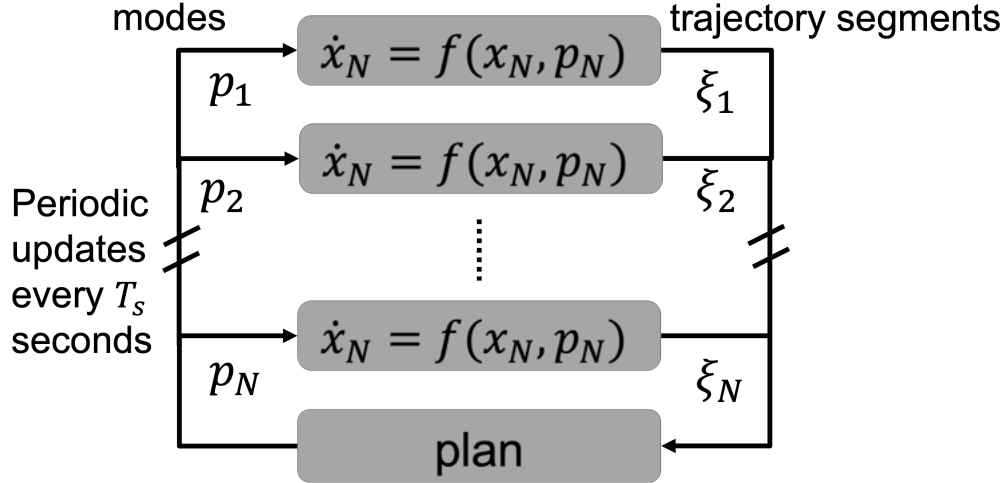 modes
trajectory segments
ẋ_N = f(x_N, p_N)
p_1
ξ_1
ẋ_N = f(x_N, p_N)
p_2
ξ_2
Periodic
updates
every T_s
seconds
ẋ_N = f(x_N, p_N)
p_N
ξ_N
plan